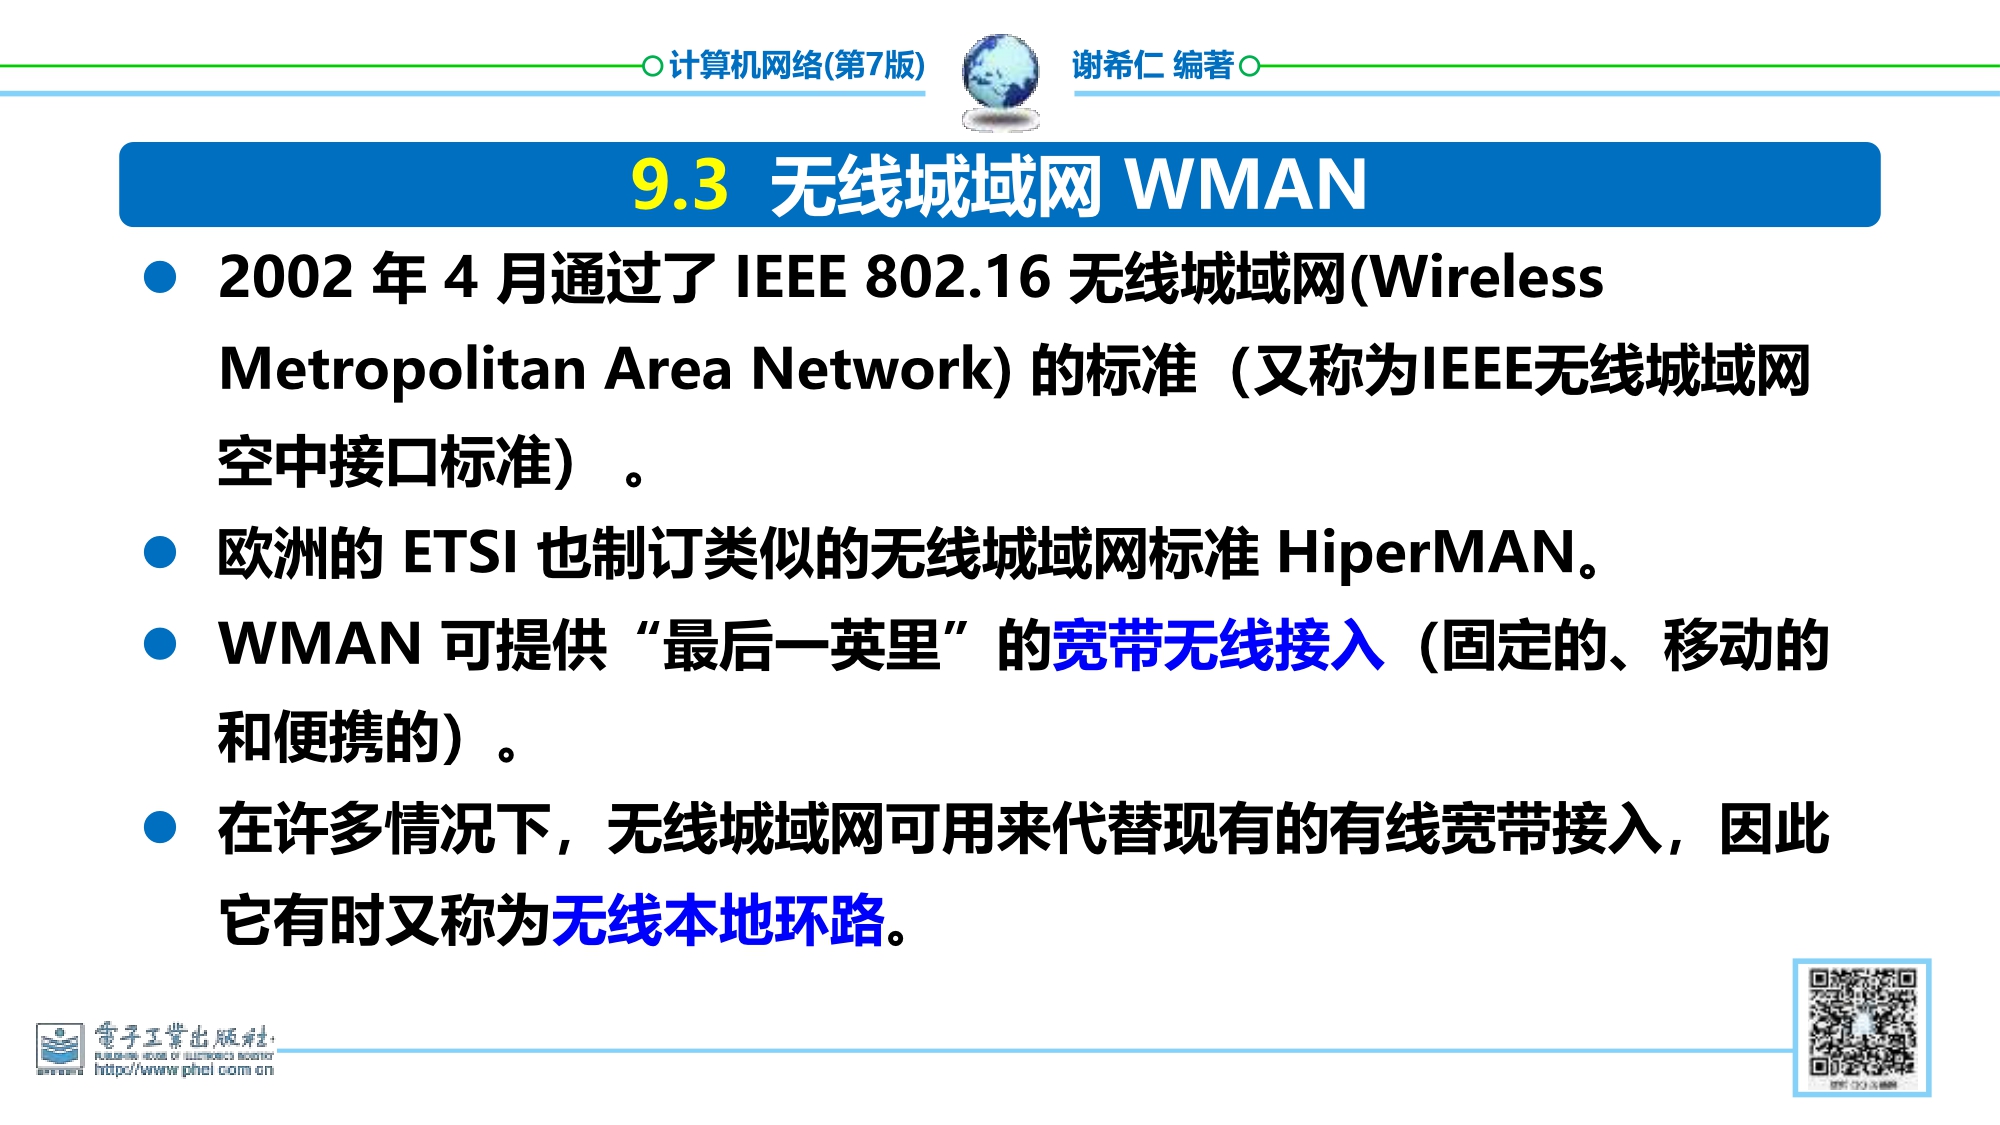 计算机网络(第7版)
谢希仁 编著
9.3 无线城域网 WMAN
2002 年 4 月通过了 IEEE 802.16 无线城域网(Wireless
Metropolitan Area Network) 的标准（又称为IEEE无线城域网
空中接口标准） 。
欧洲的 ETSI 也制订类似的无线城域网标准 HiperMAN。
WMAN 可提供“最后一英里”的宽带无线接入（固定的、移动的
和便携的）。
在许多情况下，无线城域网可用来代替现有的有线宽带接入，因此
它有时又称为无线本地环路。
電子工業出版社
PUBLISHING HOUSE OF ELECTRONICS INDUSTRY
http://www.phei.com.cn